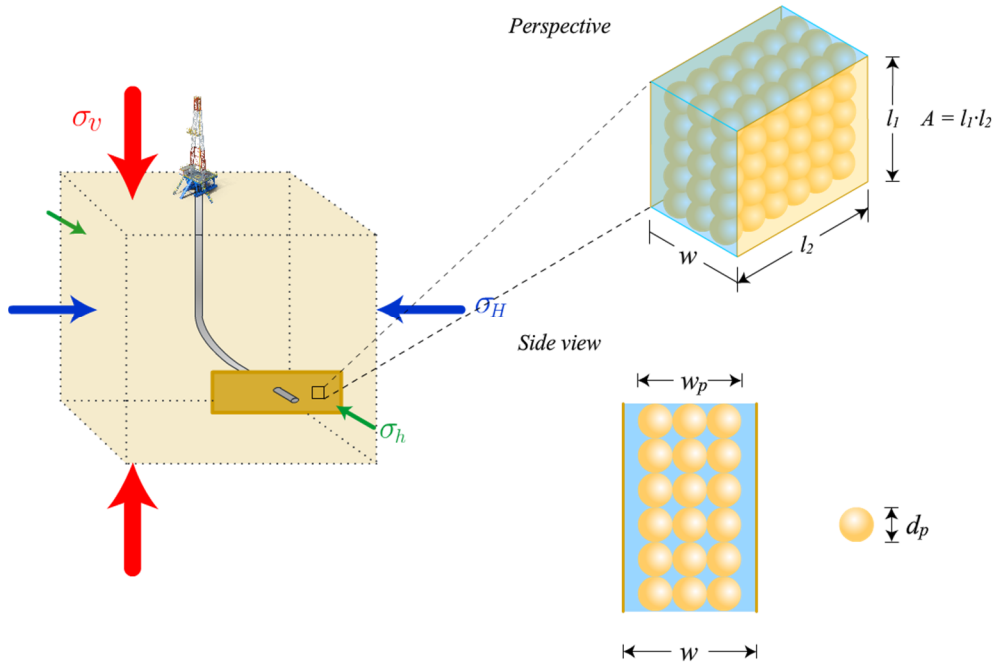 Perspective
σv
l1 A = l1·l2
w
l2
σH
Side view
wp
σh
dp
w